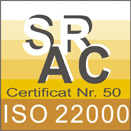 SR
AC
Certificat Nr. 50
ISO 22000